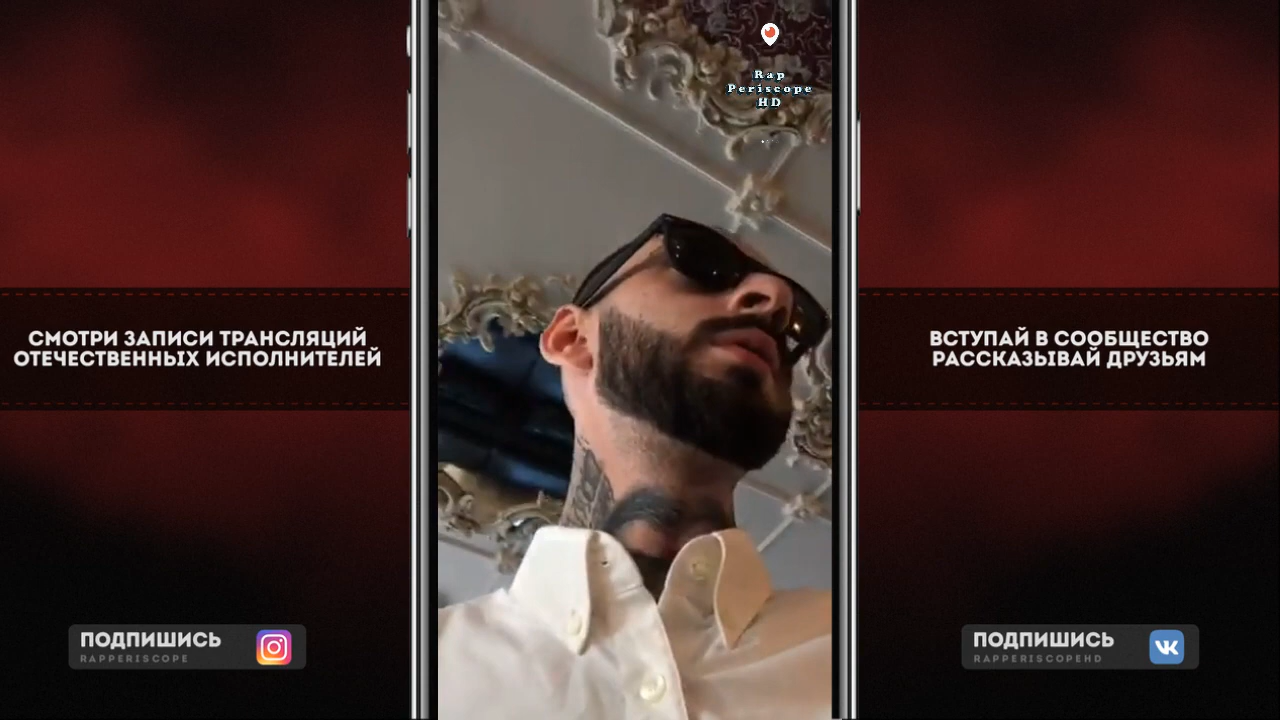 Rap
Periscope
HD
СМОТРИ ЗАПИСИ ТРАНСЛЯЦИЙ
ОТЕЧЕСТВЕННЫХ ИСПОЛНИТЕЛЕЙ
ВСТУПАЙ В СООБЩЕСТВО
РАССКАЗЫВАЙ ДРУЗЬЯМ
ПОДПИШИСЬ
RAPPERISCOPE
ПОДПИШИСЬ
RAPPERISCOPEHD